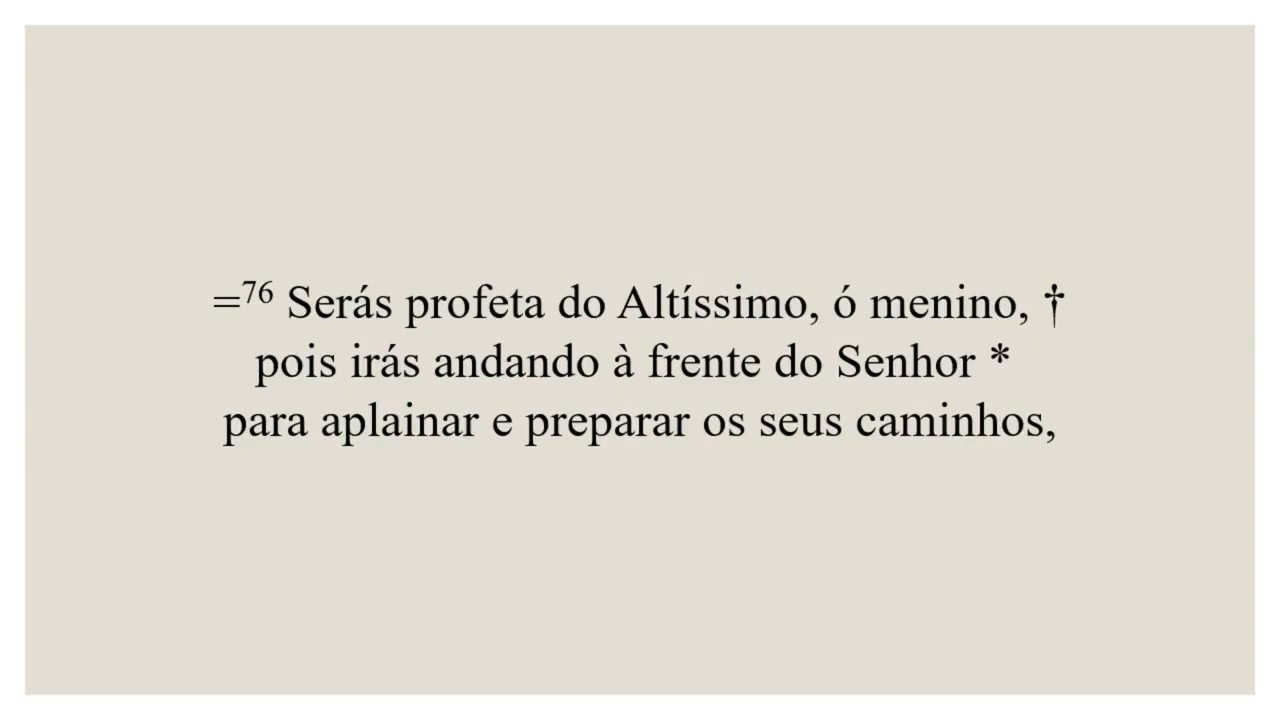 =76 Serás profeta do Altíssimo, ó menino, †
pois irás andando à frente do Senhor *
para aplainar e preparar os seus caminhos,